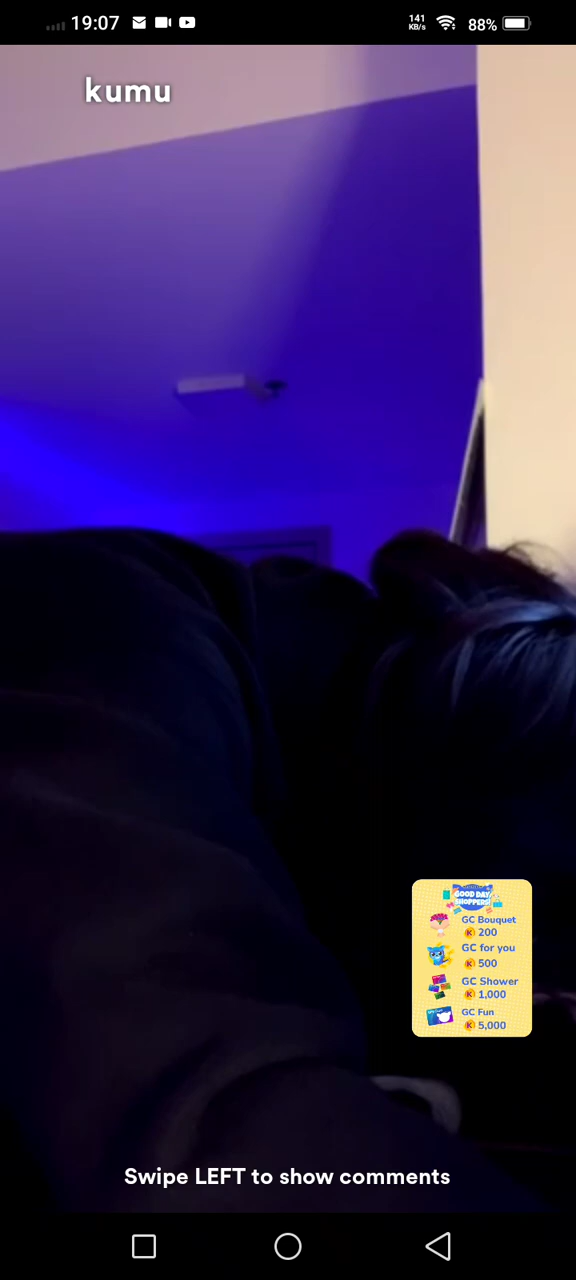 19:07
141
KB/s
88%
kumu
GOOD DAY
SHOPPERS!
GC Bouquet
K 200
GC for you
K 500
GC Shower
K 1,000
GC Fun
K 5,000
Swipe LEFT to show comments